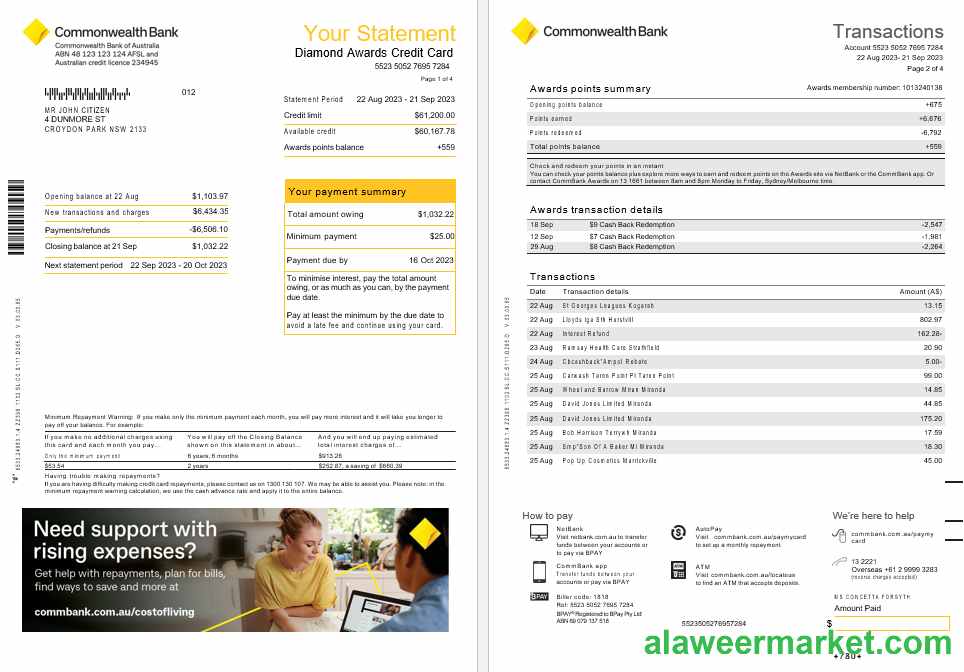 CommonwealthBank
Commonwealth Bank of Australia
ABN 48 123 123 124 AFSL and
Australian credit licence 234945
Your Statement
Diamond Awards Credit Card
5523 5052 7695 7284
Page 1 of 4
012
MR JOHN CITIZEN
4 DUNMORE ST
CROYDON PARK NSW 2133
Statement Period 22 Aug 2023 - 21 Sep 2023
Credit limit $61,200.00
Available credit $60,167.78
Awards points balance +559
Opening balance at 22 Aug $1,103.97
New transactions and charges $6,434.35
Payments/refunds -$6,506.10
Closing balance at 21 Sep $1,032.22
Next statement period 22 Sep 2023 - 20 Oct 2023
Your payment summary
Total amount owing $1,032.22
Minimum payment $25.00
Payment due by 16 Oct 2023
To minimise interest, pay the total amount
owing, or as much as you can, by the payment
due date.
Pay at least the minimum by the due date to
avoid a late fee and continue using your card.
Minimum Repayment Warning: If you make only the minimum payment each month, you will pay more interest and it will take you longer to
pay off your balance. For example:
If you make no additional charges using
this card and each month you pay...
You will pay off the Closing Balance
shown on this statement in about...
And you will end up paying estimated
total interest charges of...
Only the minimum payment 6 years, 6 months $913.26
$53.54 2 years $252.87, a saving of $660.39
Having trouble making repayments?
If you are having difficulty making credit card repayments, please contact us on 1300 130 107. We may be able to assist you. Please note: in the
minimum repayment warning calculation, we use the cash advance rate and apply it to the entire balance.
Need support with
rising expenses?
Get help with repayments, plan for bills,
find ways to save and more at
commbank.com.au/costofliving
CommonwealthBank
Transactions
Account 5523 5052 7695 7284
22 Aug 2023- 21 Sep 2023
Page 2 of 4
Awards points summary Awards membership number: 1013240138
Opening points balance +675
Points earned +6,676
Points redeemed -6,792
Total points balance +559
Check and redeem your points in an instant
You can check your points balance plus explore more ways to earn and redeem points on the Awards site via NetBank or the CommBank app. Or
contact CommBank Awards on 13 1661 between 8am and 8pm Monday to Friday, Sydney/Melbourne time.
Awards transaction details
18 Sep $9 Cash Back Redemption -2,547
12 Sep $7 Cash Back Redemption -1,981
29 Aug $8 Cash Back Redemption -2,264
Transactions
Date Transaction details Amount (A$)
22 Aug St Georges Leagues Kogarah 13.15
22 Aug Lloyds Iga Sth Hurstvill 802.97
22 Aug Interest Refund 162.28-
23 Aug Ramsay Health Care Strathfield 20.90
24 Aug Cbcashback*Ampol Rebate 5.00-
25 Aug Carwash Taren Point Pt Taren Point 99.00
25 Aug Wheel and Barrow Miran Miranda 14.85
25 Aug David Jones Limited Miranda 44.85
25 Aug David Jones Limited Miranda 175.20
25 Aug Bob Harrison Terrywh Miranda 17.59
25 Aug Smp*Son Of A Baker Mi Miranda 18.30
25 Aug Pop Up Cosmetics Marrickville 45.00
How to pay
NetBank
Visit netbank.com.au to transfer
funds between your accounts or
to pay via BPAY
CommBank app
Transfer funds between your
accounts or pay via BPAY
BPAY
Biller code: 1818
Ref: 5523 5052 7695 7284
BPAY® Registered to BPay Pty Ltd
ABN 69 079 137 518
AutoPay
Visit commbank.com.au/paymycard
to set up a monthly repayment.
ATM
Visit commbank.com.au/locateus
to find an ATM that accepts deposits.
5523505276957284
We're here to help
commbank.com.au/paymy
card
13 2221
Overseas +61 2 9999 3283
(reverse charges accepted)
MS CONCETTA FORSYTH
Amount Paid
$
alaweermarket.com
+780+